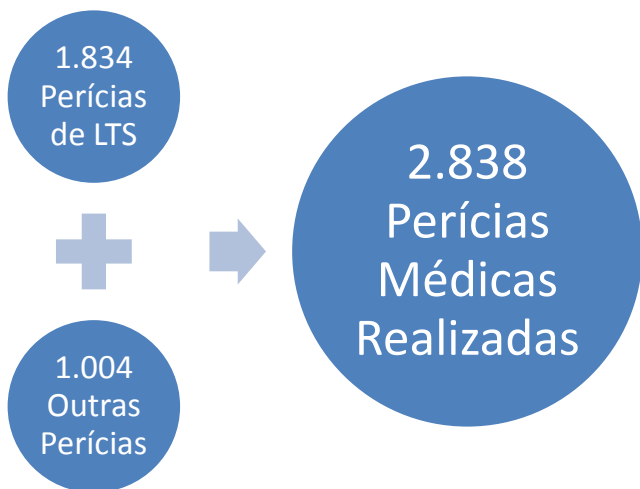 1.834
Perícias
de LTS
1.004
Outras
Perícias
2.838
Perícias
Médicas
Realizadas